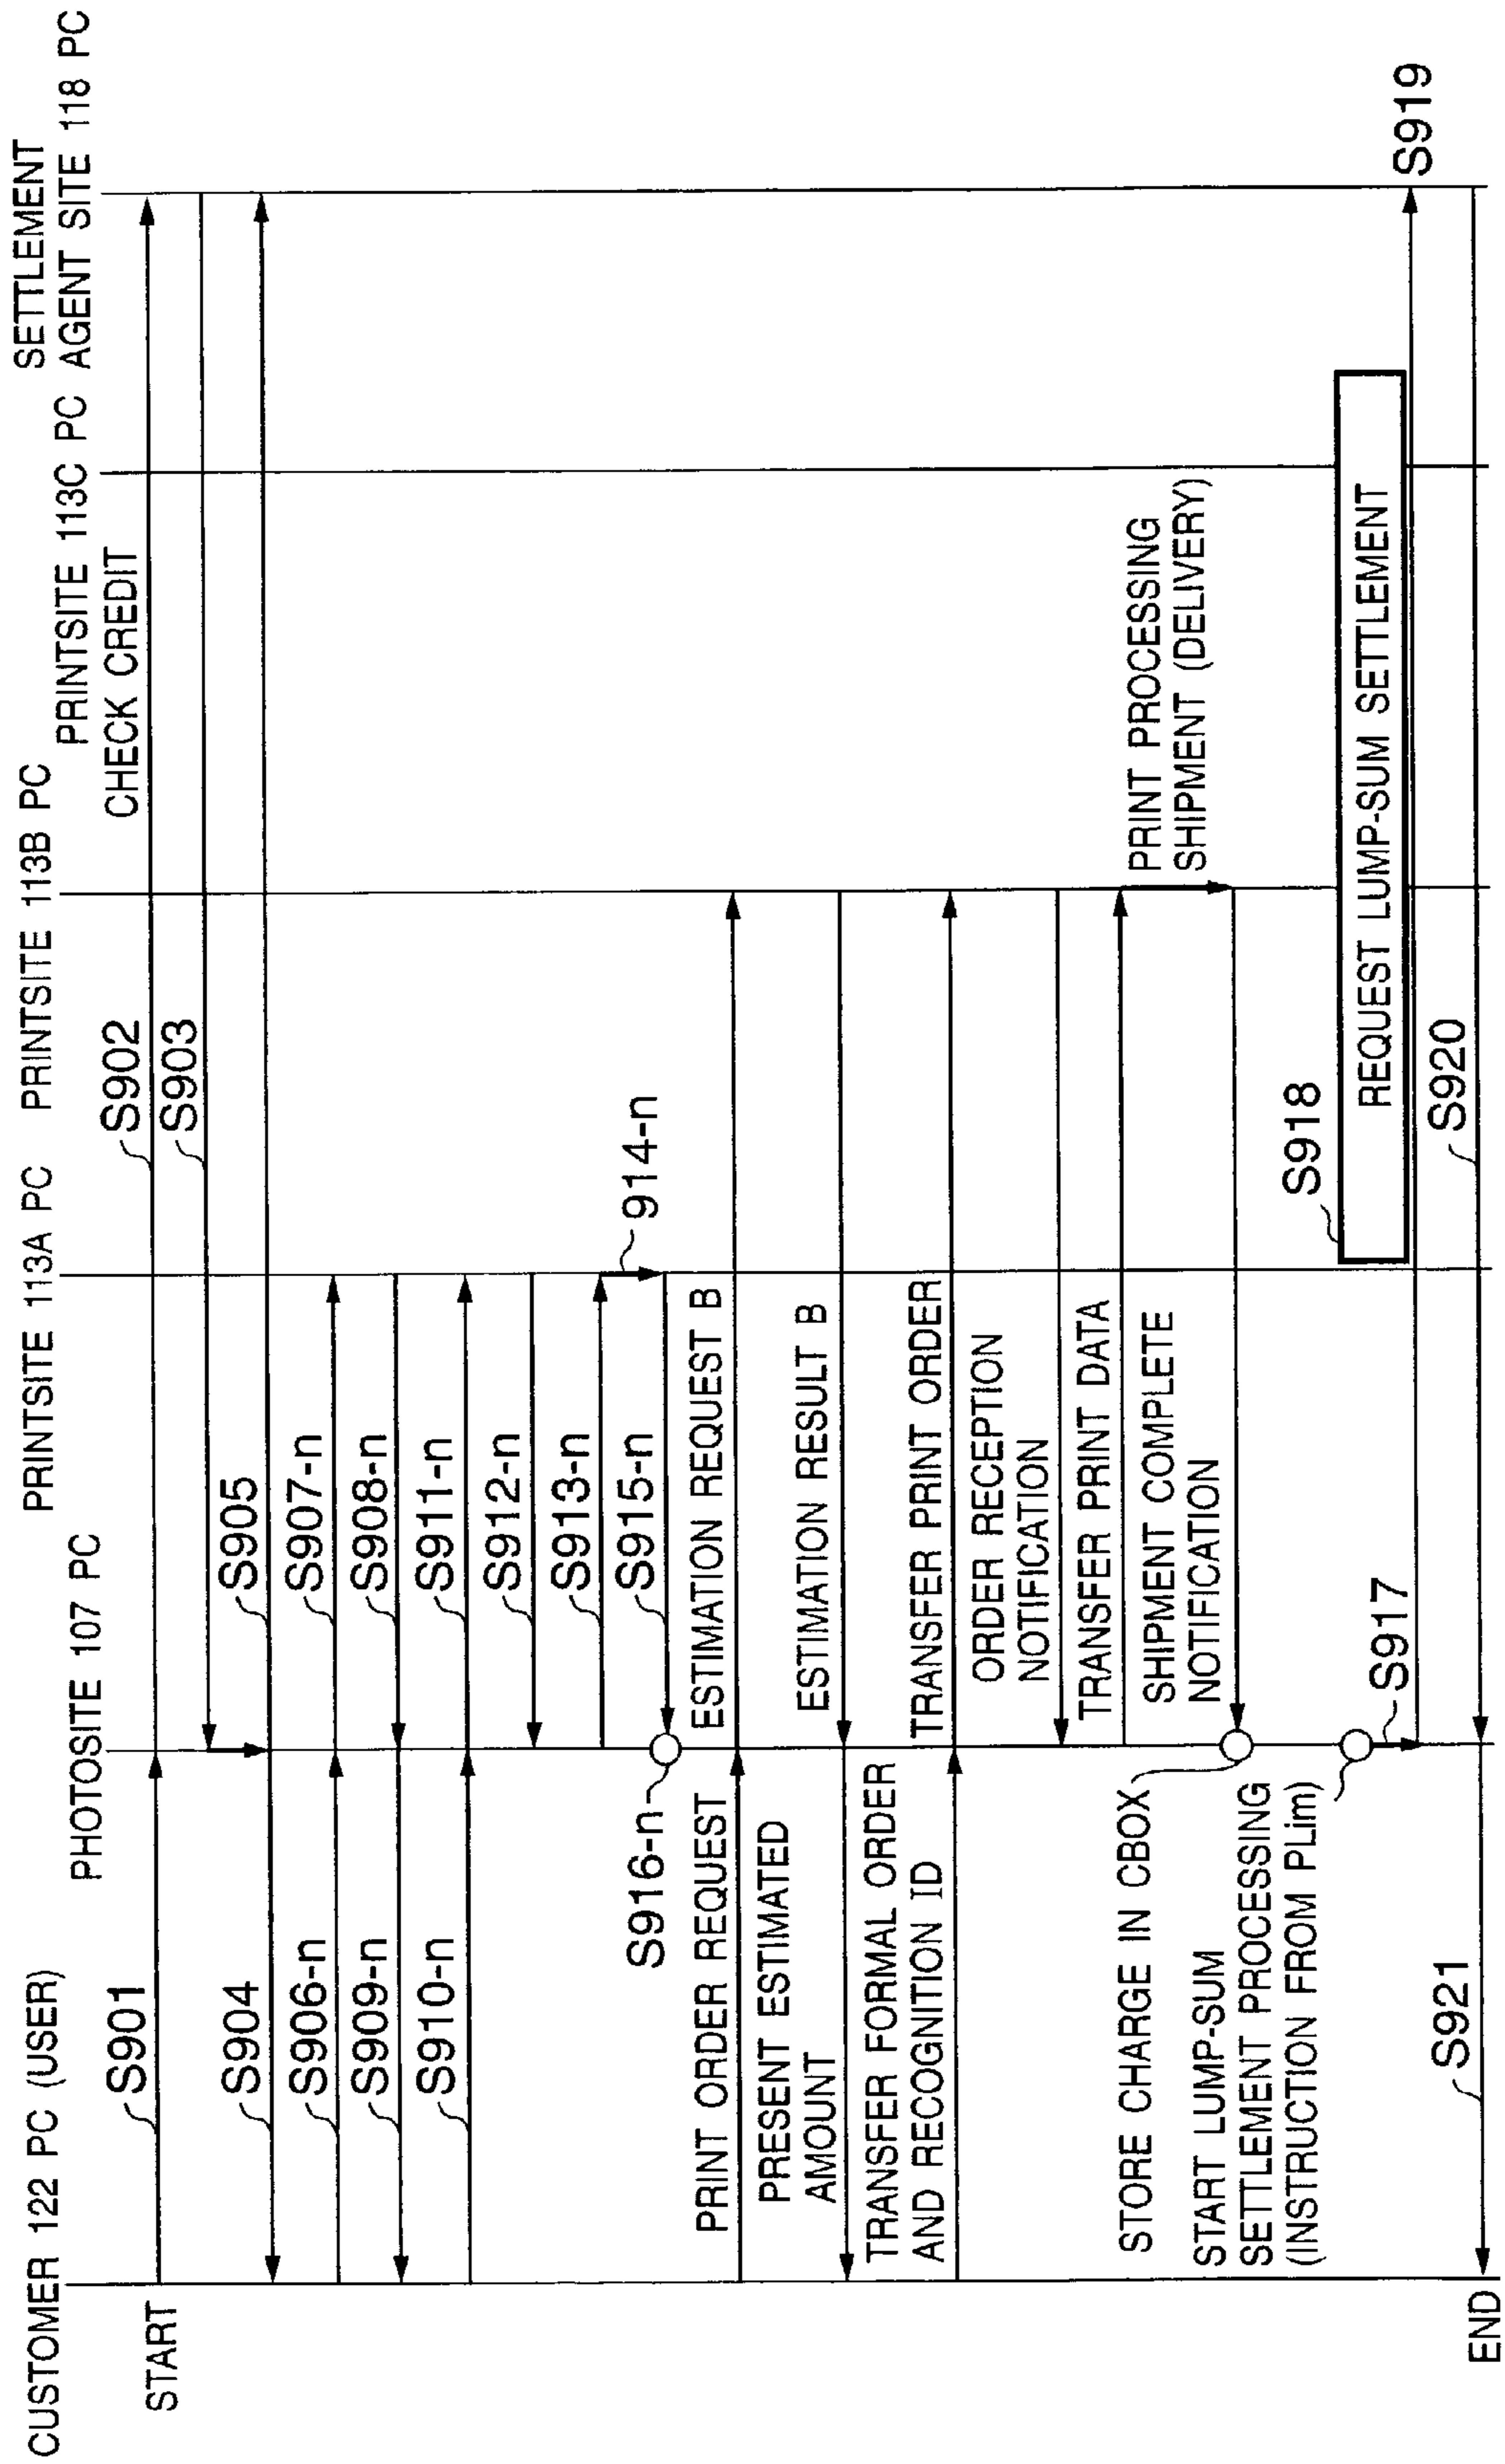 CUSTOMER 122 PC (USER)
PHOTOSITE 107 PC
PRINTSITE 113A PC
PRINTSITE 113B PC
PRINTSITE 113C PC
SETTLEMENT
AGENT SITE 118 PC
START
S901
S902
CHECK CREDIT
S903
S904
S905
S906-n
S907-n
S908-n
S909-n
S910-n
S911-n
S912-n
S913-n
914-n
S915-n
S916-n
PRINT ORDER REQUEST
ESTIMATION REQUEST B
PRESENT ESTIMATED
AMOUNT
ESTIMATION RESULT B
TRANSFER FORMAL ORDER
AND RECOGNITION ID
TRANSFER PRINT ORDER
ORDER RECEPTION
NOTIFICATION
TRANSFER PRINT DATA
PRINT PROCESSING
SHIPMENT (DELIVERY)
SHIPMENT COMPLETE
NOTIFICATION
STORE CHARGE IN CBOX
START LUMP-SUM
SETTLEMENT PROCESSING
(INSTRUCTION FROM PLim)
S917
S918
REQUEST LUMP-SUM SETTLEMENT
S919
S920
S921
END